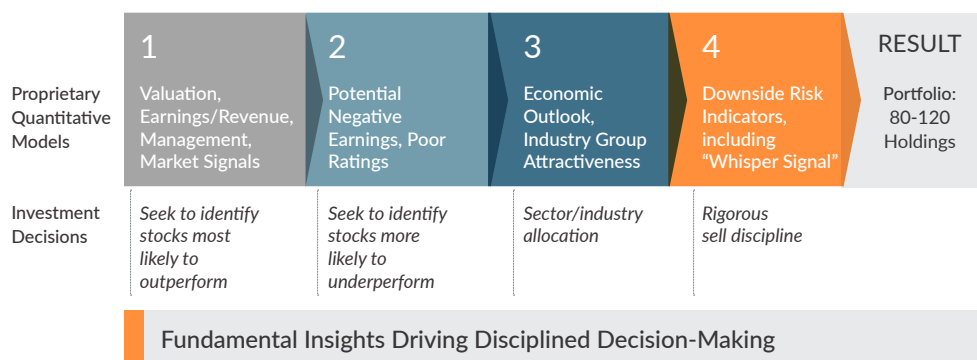 Proprietary
Quantitative
Models
1
Valuation,
Earnings/Revenue,
Management,
Market Signals
2
Potential
Negative
Earnings, Poor
Ratings
3
Economic
Outlook,
Industry Group
Attractiveness
4
Downside Risk
Indicators,
including
“Whisper Signal”
RESULT
Portfolio:
80-120
Holdings
Investment
Decisions
Seek to identify
stocks most
likely to
outperform
Seek to identify
stocks more
likely to
underperform
Sector/industry
allocation
Rigorous
sell discipline
Fundamental Insights Driving Disciplined Decision-Making